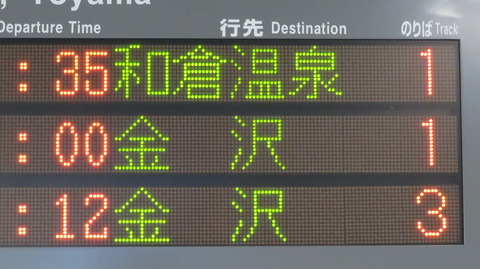 Toyama
Departure Time 行先 Destination のりば Track
:35 和倉温泉 1
:00 金沢 1
:12 金沢 3